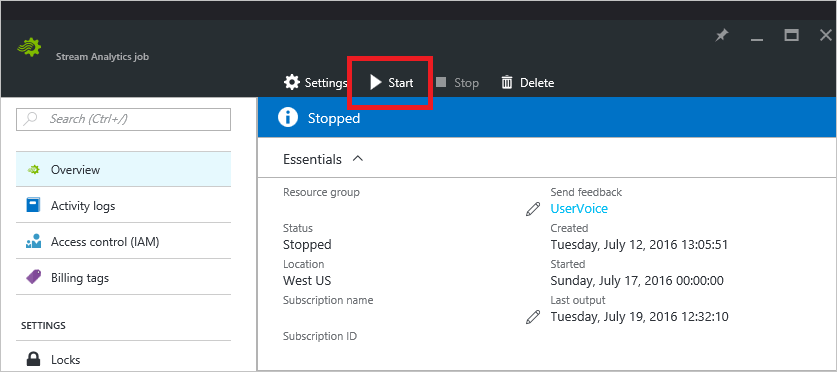 Stream Analytics job
Settings Start Stop Delete
Search (Ctrl+/)
Stopped
Overview
Activity logs
Access control (IAM)
Billing tags
SETTINGS
Locks
Essentials
Resource group
Send feedback
UserVoice
Status
Stopped
Created
Tuesday, July 12, 2016 13:05:51
Location
West US
Started
Sunday, July 17, 2016 00:00:00
Subscription name
Last output
Tuesday, July 19, 2016 12:32:10
Subscription ID